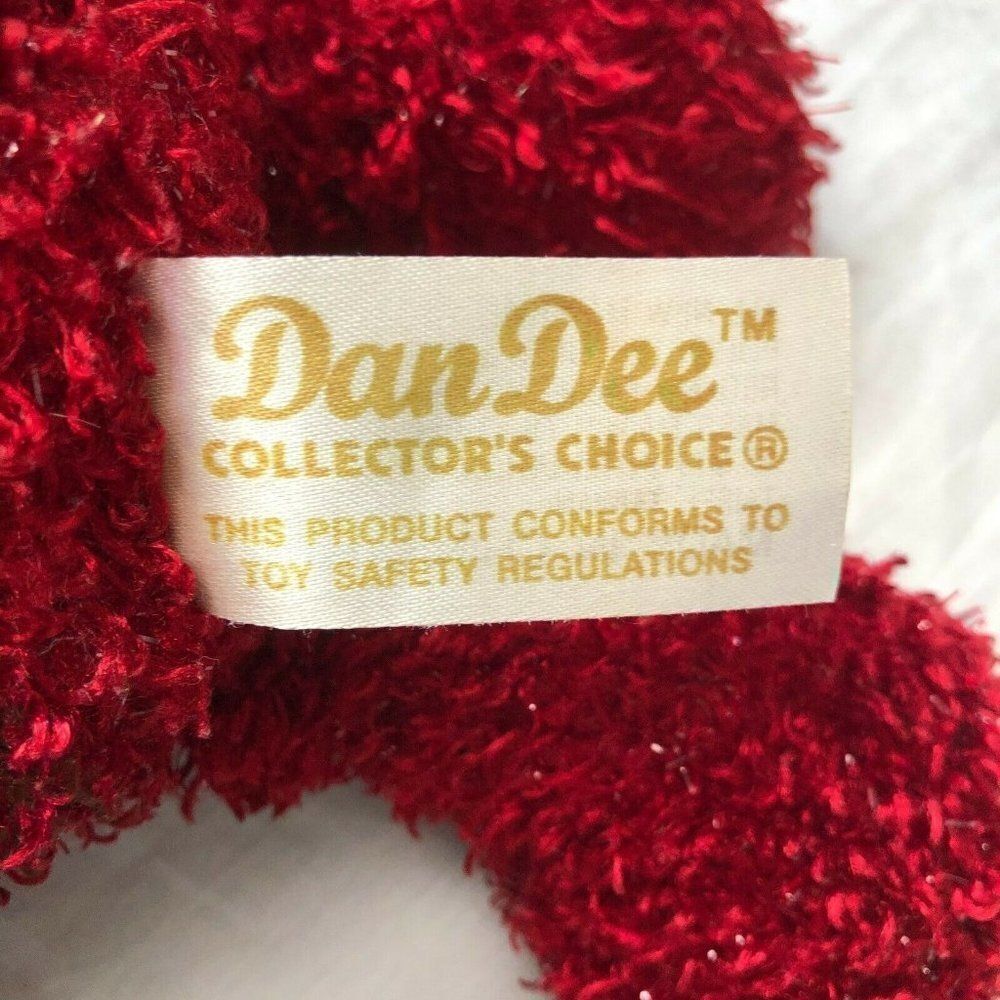 Dan Dee™
COLLECTOR'S CHOICE®
THIS PRODUCT CONFORMS TO
TOY SAFETY REGULATIONS